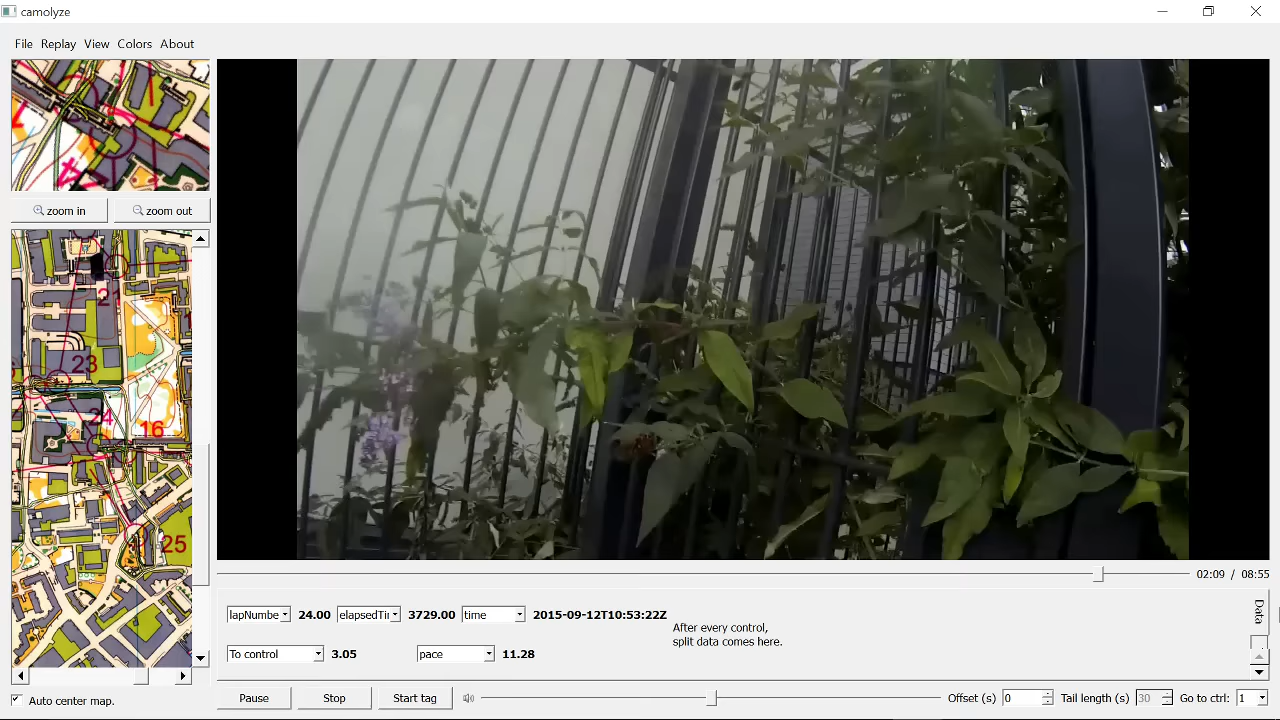 camolyze
File Replay View Colors About
zoom in zoom out
21
23
24
16
25
02:09 / 08:55
lapNumbe 24.00 elapsedTii 3729.00 time 2015-09-12T10:53:22Z
After every control,
split data comes here.
To control 3.05 pace 11.28
Data
Auto center map.
Pause Stop Start tag Offset (s) 0 Tail length (s) 30 Go to ctrl: 1